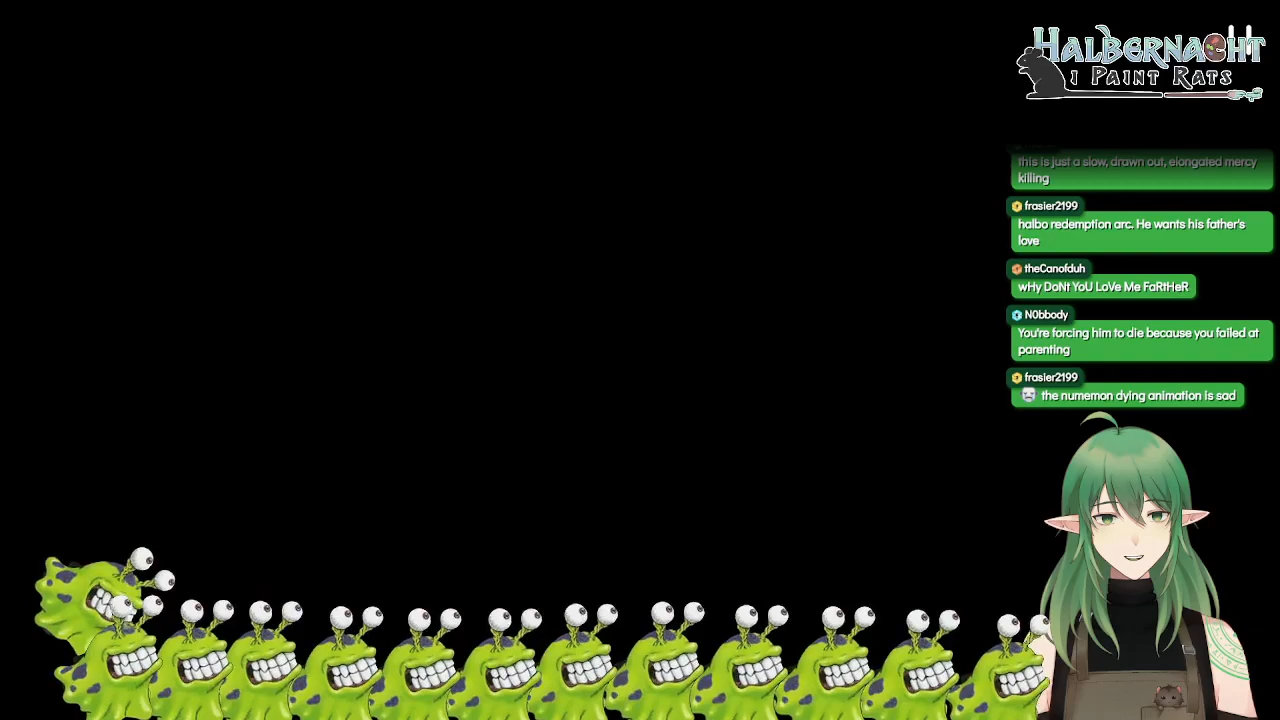 HALBERNACHT
I PAINT RATS
this is just a slow, drawn out, elongated mercy
killing
frasier2199
halbo redemption arc. He wants his father's
love
theCanofduh
wHy DoNt YoU LoVe Me FaRtHeR
N0bbody
You're forcing him to die because you failed at
parenting
frasier2199
the numemon dying animation is sad